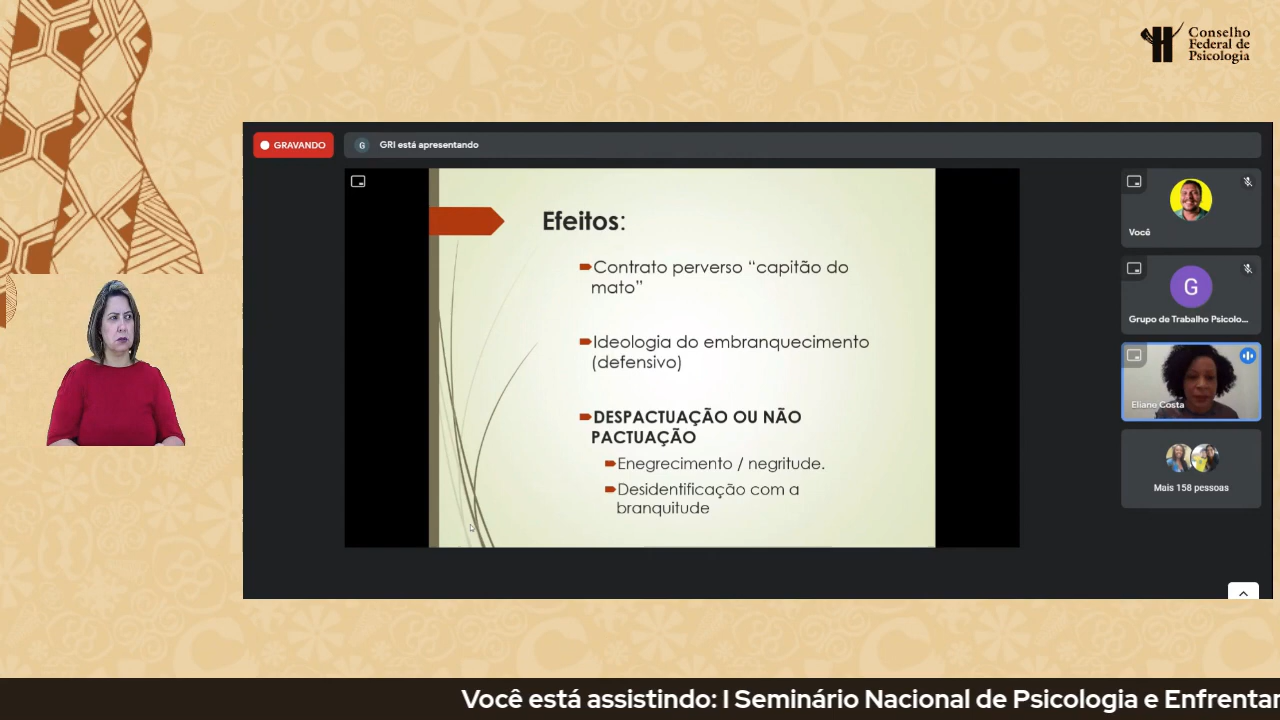 Conselho
Federal de
Psicologia
GRAVANDO
G
GRI está apresentando
Efeitos:
Contrato perverso “capitão do
mato”
Ideologia do embranquecimento
(defensivo)
DESPACTUAÇÃO OU NÃO
PACTUAÇÃO
Enegrecimento / negritude.
Desidentificação com a
branquitude
Você
G
Grupo de Trabalho Psicolo...
Eliane Costa
Mais 158 pessoas
Você está assistindo: I Seminário Nacional de Psicologia e Enfrentar